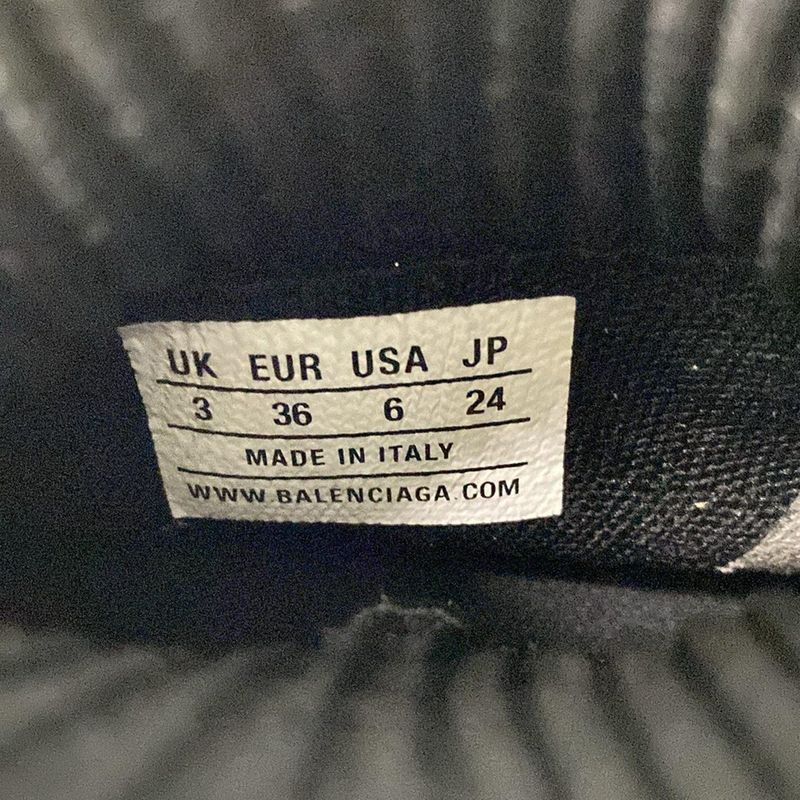 UK EUR USA JP
3 36 6 24
MADE IN ITALY
WWW.BALENCIAGA.COM